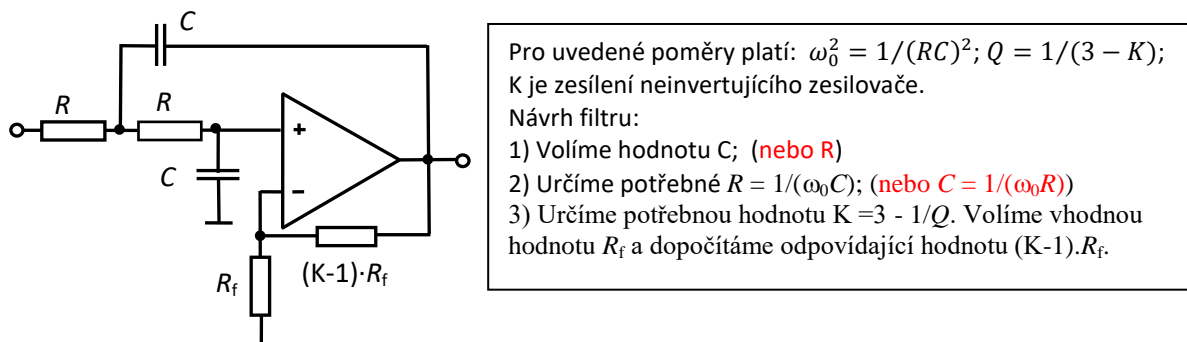 C
R
R
+
C
−
(K-1)·Rf
Rf
Pro uvedené poměry platí: ω₀² = 1/(RC)²; Q = 1/(3 − K);
K je zesílení neinvertujícího zesilovače.
Návrh filtru:
1) Volíme hodnotu C; (nebo R)
2) Určíme potřebné R = 1/(ω₀C); (nebo C = 1/(ω₀R))
3) Určíme potřebnou hodnotu K =3 - 1/Q. Volíme vhodnou
hodnotu Rf a dopočítáme odpovídající hodnotu (K-1).Rf.